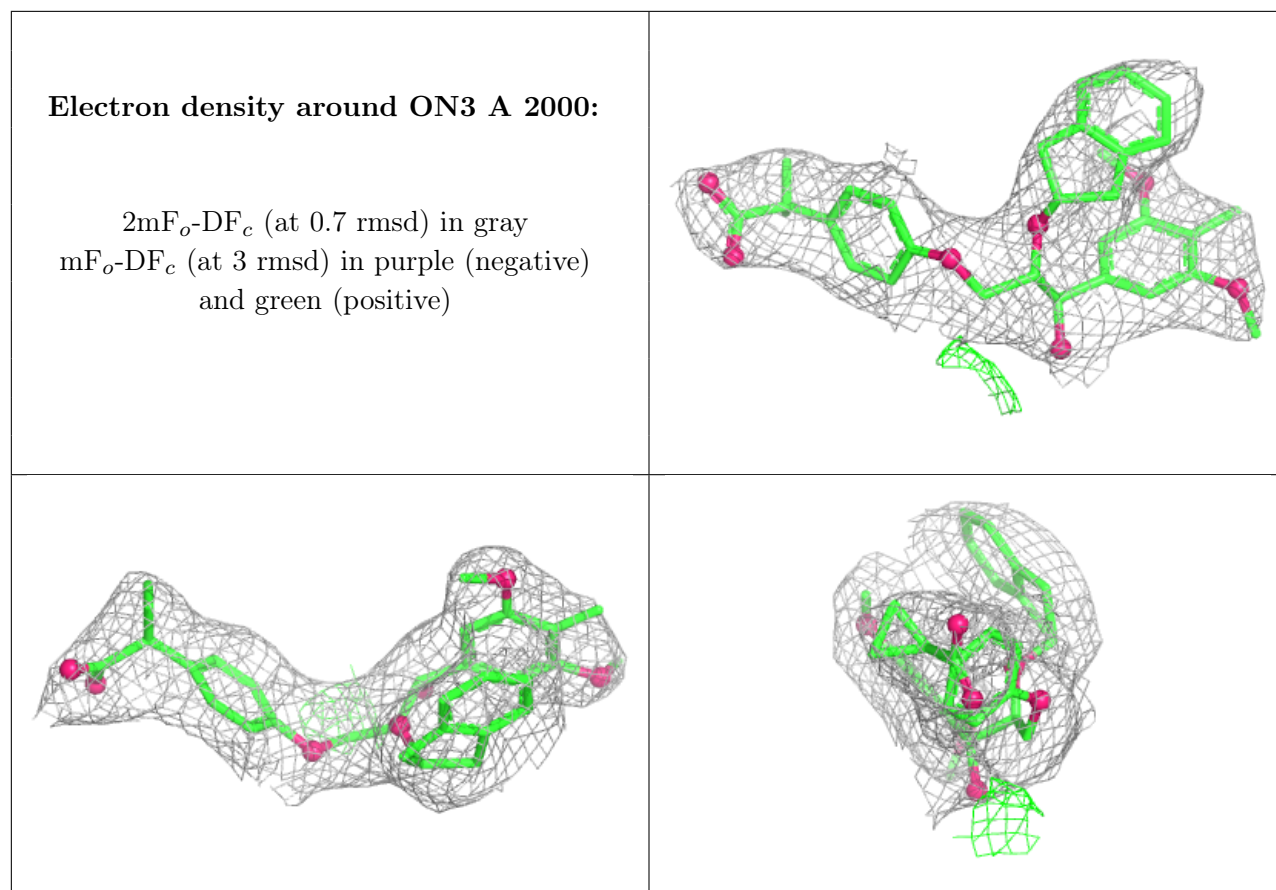 Electron density around ON3 A 2000:
2mFₒ-DF𝒸 (at 0.7 rmsd) in gray
mFₒ-DF𝒸 (at 3 rmsd) in purple (negative)
and green (positive)